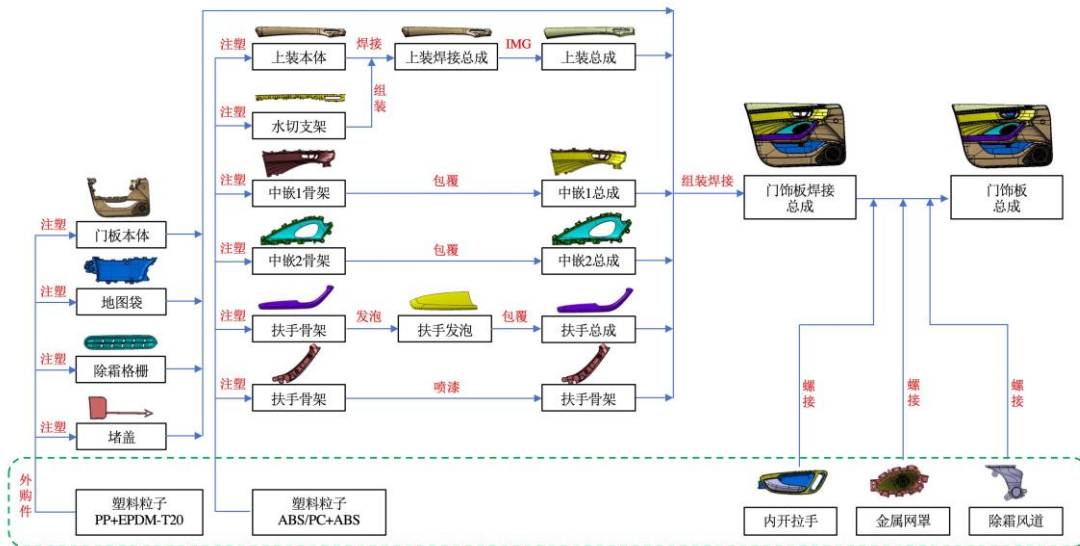 注塑
上装本体
焊接
上装焊接总成
IMG
上装总成
组装
注塑
水切支架
注塑
中嵌1骨架
包覆
中嵌1总成
组装焊接
门饰板焊接
总成
门饰板
总成
注塑
门板本体
注塑
中嵌2骨架
包覆
中嵌2总成
注塑
地图袋
注塑
扶手骨架
发泡
扶手发泡
包覆
扶手总成
注塑
除霜格栅
注塑
扶手骨架
喷漆
扶手骨架
螺接
螺接
螺接
注塑
堵盖
外购件
塑料粒子
PP+EPDM-T20
塑料粒子
ABS/PC+ABS
内开拉手
金属网罩
除霜风道